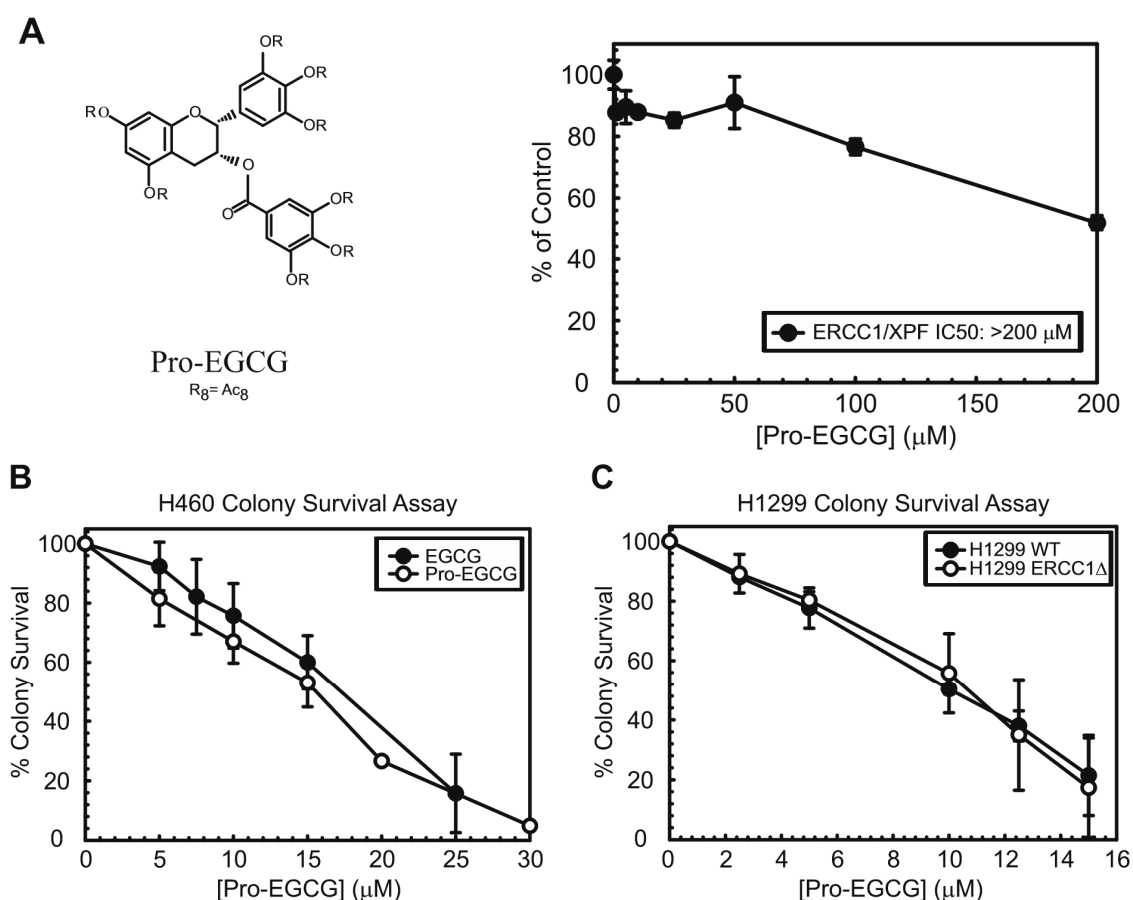 A
OR
OR
RO
O
OR
O
OR
O
OR
OR
OR
Pro-EGCG
R8= Ac8
% of Control
100
80
60
40
20
0
ERCC1/XPF IC50: >200 μM
0 50 100 150 200
[Pro-EGCG] (μM)
B
H460 Colony Survival Assay
% Colony Survival
100
80
60
40
20
0
EGCG
Pro-EGCG
0 5 10 15 20 25 30
[Pro-EGCG] (μM)
C
H1299 Colony Survival Assay
% Colony Survival
100
80
60
40
20
0
H1299 WT
H1299 ERCC1Δ
0 2 4 6 8 10 12 14 16
[Pro-EGCG] (μM)